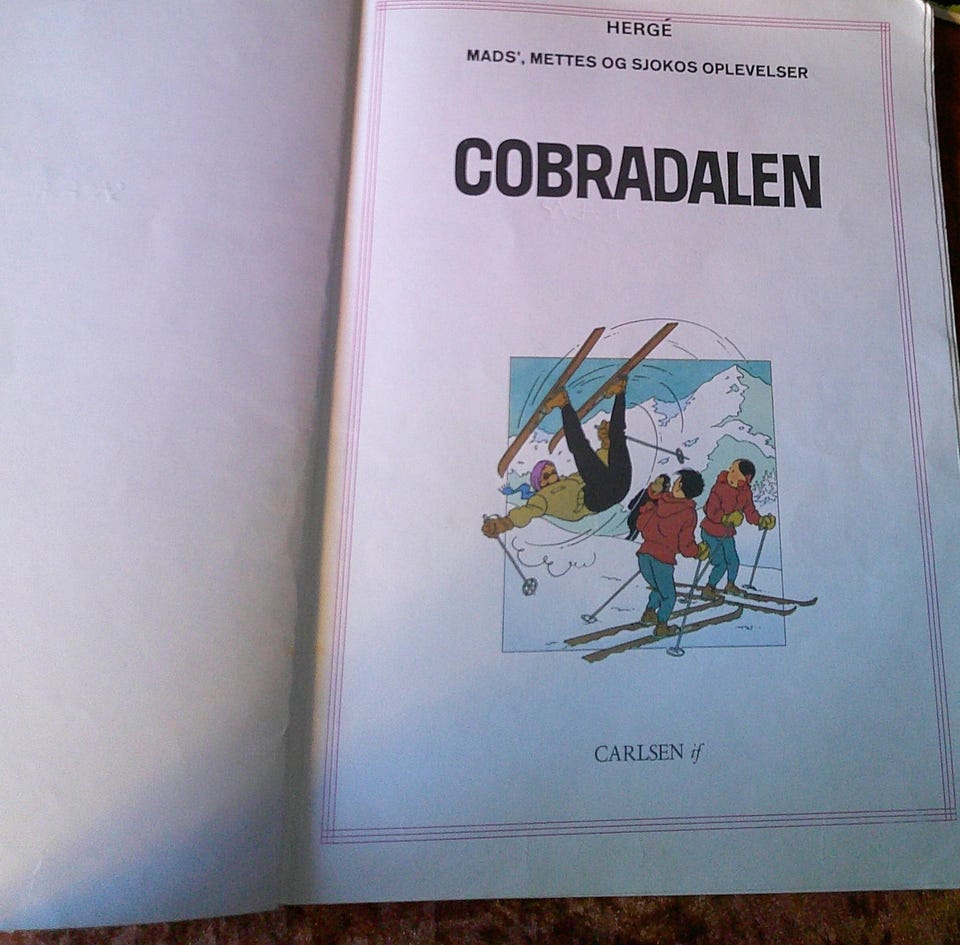 HERGÉ
MADS', METTES OG SJOKOS OPLEVELSER
COBRADALEN
CARLSEN if